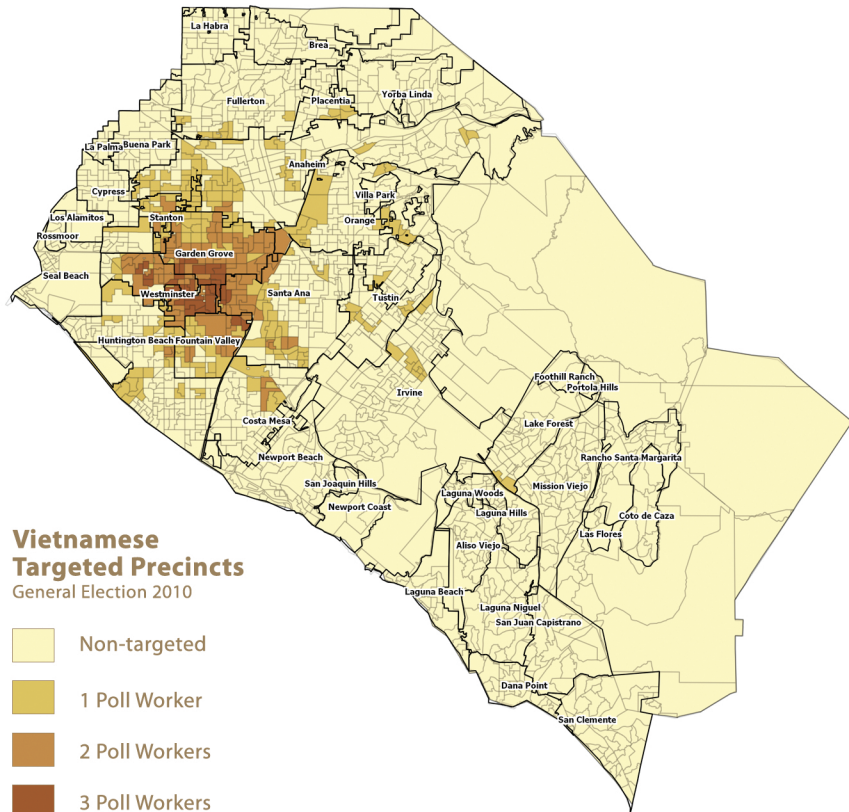 La Habra
Brea
Fullerton
Placentia
Yorba Linda
La Palma
Buena Park
Anaheim
Cypress
Villa Park
Los Alamitos
Stanton
Orange
Rossmoor
Garden Grove
Seal Beach
Westminster
Santa Ana
Tustin
Huntington Beach
Fountain Valley
Foothill Ranch
Portola Hills
Irvine
Costa Mesa
Lake Forest
Newport Beach
Rancho Santa Margarita
San Joaquin Hills
Laguna Woods
Mission Viejo
Newport Coast
Laguna Hills
Coto de Caza
Las Flores
Aliso Viejo
Laguna Beach
Laguna Niguel
San Juan Capistrano
Dana Point
San Clemente
Vietnamese
Targeted Precincts
General Election 2010
Non-targeted
1 Poll Worker
2 Poll Workers
3 Poll Workers